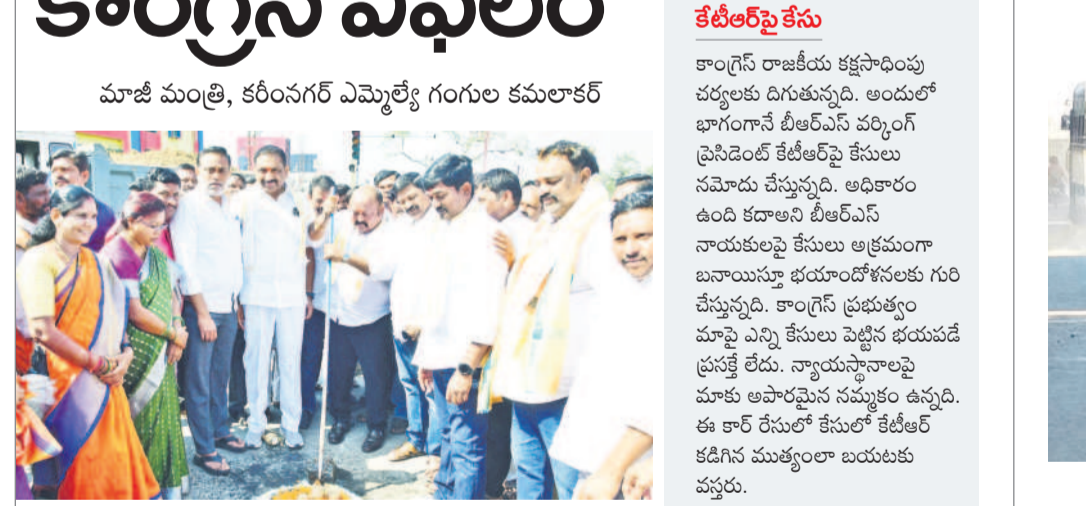 కాంగ్రెస్ విఫలం
మాజీ మంత్రి, కరీంనగర్ ఎమ్మెల్యే గంగుల కమలాకర్
కేటీఆర్‌పై కేసు
కాంగ్రెస్ రాజకీయ కక్షసాధింపు
చర్యలకు దిగుతున్నది. అందులో
భాగంగానే బీఆర్ఎస్ వర్కింగ్
ప్రెసిడెంట్ కేటీఆర్‌పై కేసులు
నమోదు చేస్తున్నది. అధికారం
ఉంది కదాఅని బీఆర్ఎస్
నాయకులపై కేసులు అక్రమంగా
బనాయిస్తూ భయాందోళనలకు గురి
చేస్తున్నది. కాంగ్రెస్ ప్రభుత్వం
మాపై ఎన్ని కేసులు పెట్టిన భయపడే
ప్రసక్తే లేదు. న్యాయస్థానాలపై
మాకు అపారమైన నమ్మకం ఉన్నది.
ఈ కార్ రేసులో కేసులో కేటీఆర్
కడిగిన ముత్యంలా బయటకు
వస్తరు.